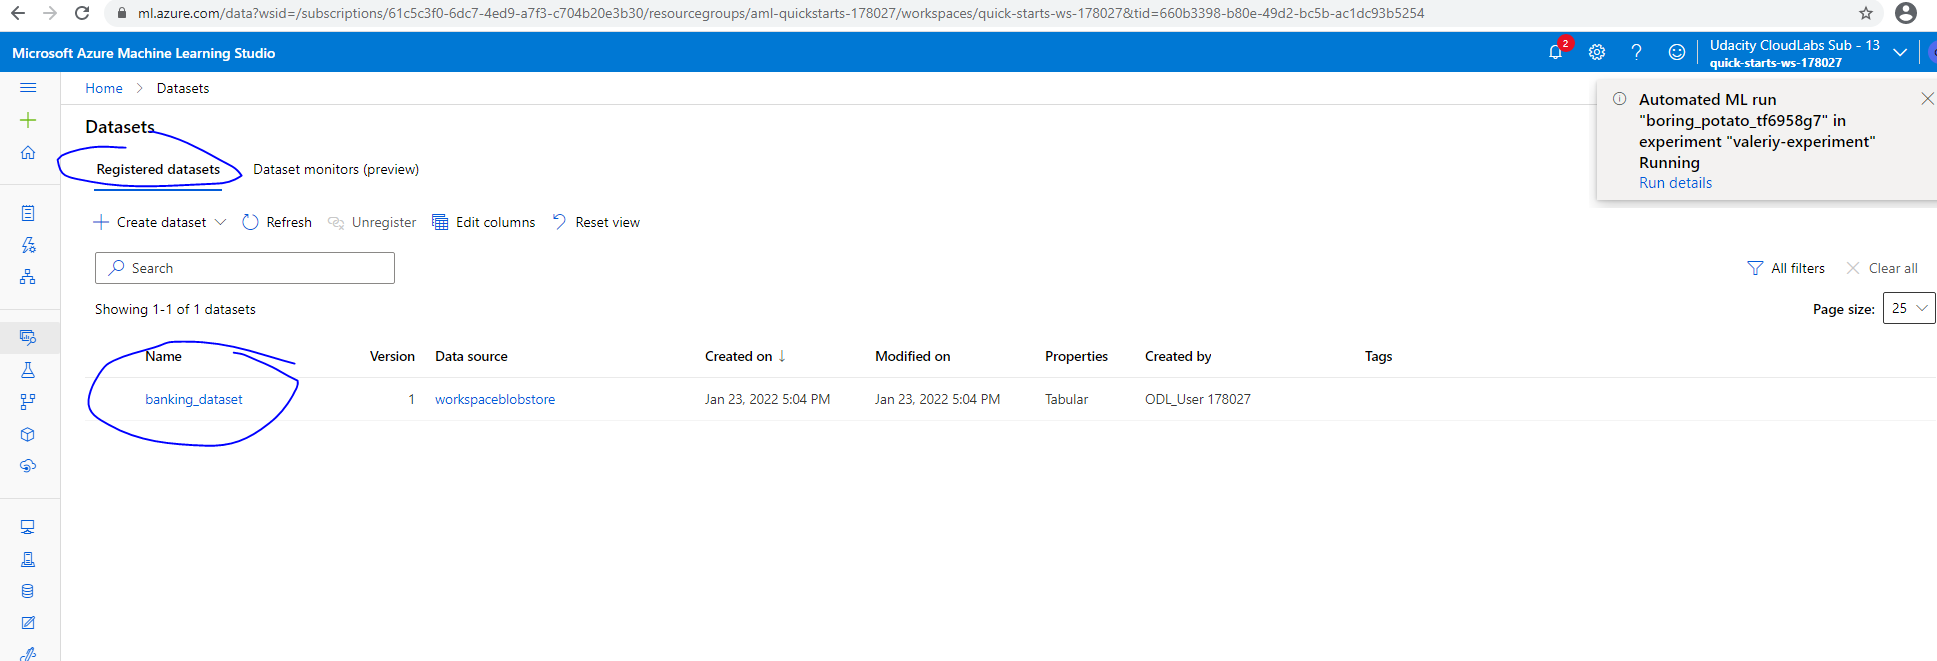 ml.azure.com/data?wsid=/subscriptions/61c5c3f0-6dc7-4ed9-a7f3-c704b20e3b30/resourcegroups/aml-quickstarts-178027/workspaces/quick-starts-ws-178027&tid=660b3398-b80e-49d2-bc5b-ac1dc93b5254
Microsoft Azure Machine Learning Studio
2
Udacity CloudLabs Sub - 13
quick-starts-ws-178027
Home > Datasets
Automated ML run
"boring_potato_tf6958g7" in
experiment "valeriy-experiment"
Running
Run details
Datasets
Registered datasets Dataset monitors (preview)
Create dataset Refresh Unregister Edit columns Reset view
Search
All filters Clear all
Showing 1-1 of 1 datasets
Page size: 25
Name Version Data source Created on ↓ Modified on Properties Created by Tags
banking_dataset 1 workspaceblobstore Jan 23, 2022 5:04 PM Jan 23, 2022 5:04 PM Tabular ODL_User 178027